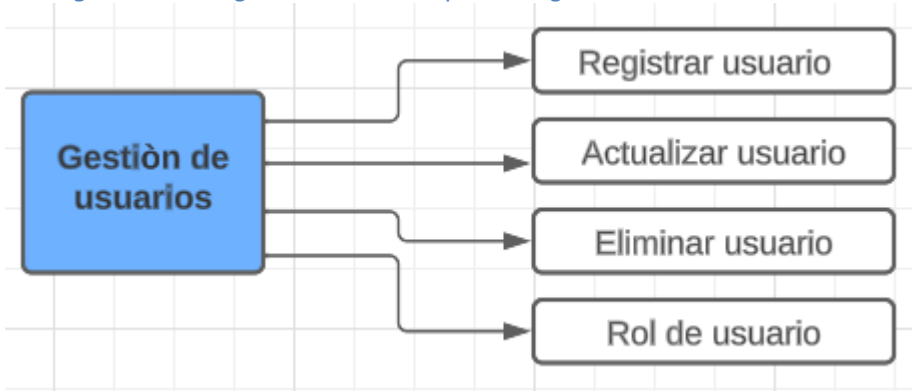 Gestiòn de
usuarios
Registrar usuario
Actualizar usuario
Eliminar usuario
Rol de usuario